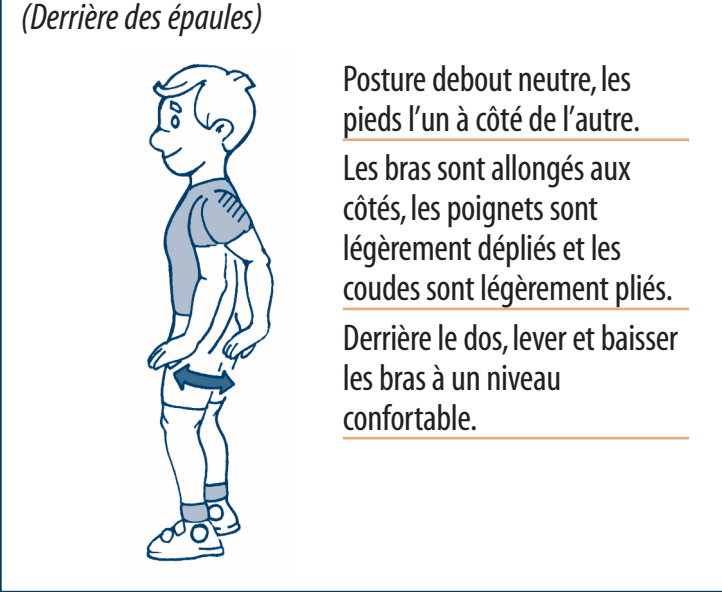 (Derrière des épaules)
Posture debout neutre, les
pieds l’un à côté de l’autre.
Les bras sont allongés aux
côtés, les poignets sont
légèrement dépliés et les
coudes sont légèrement pliés.
Derrière le dos, lever et baisser
les bras à un niveau
confortable.